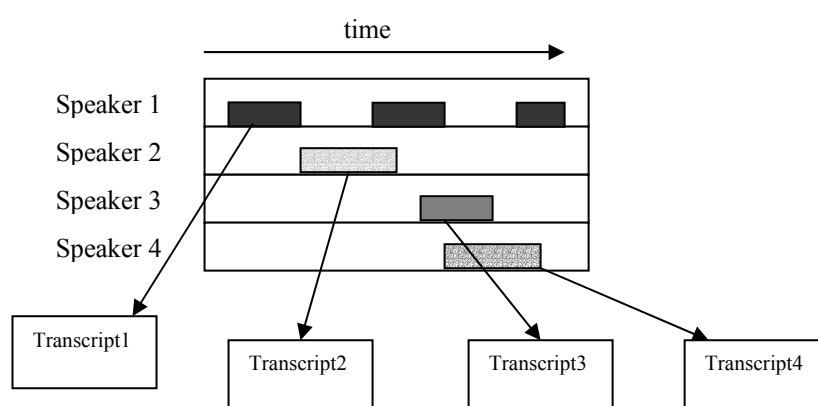 time
Speaker 1
Speaker 2
Speaker 3
Speaker 4
Transcript1
Transcript2
Transcript3
Transcript4